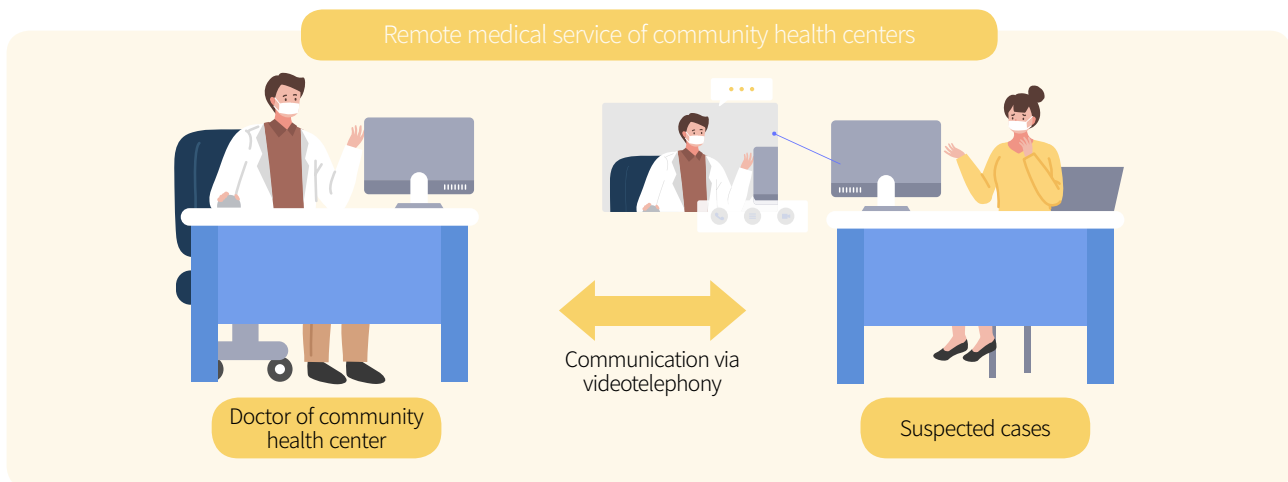 Remote medical service of community health centers
Communication via
videotelephony
Doctor of community
health center
Suspected cases